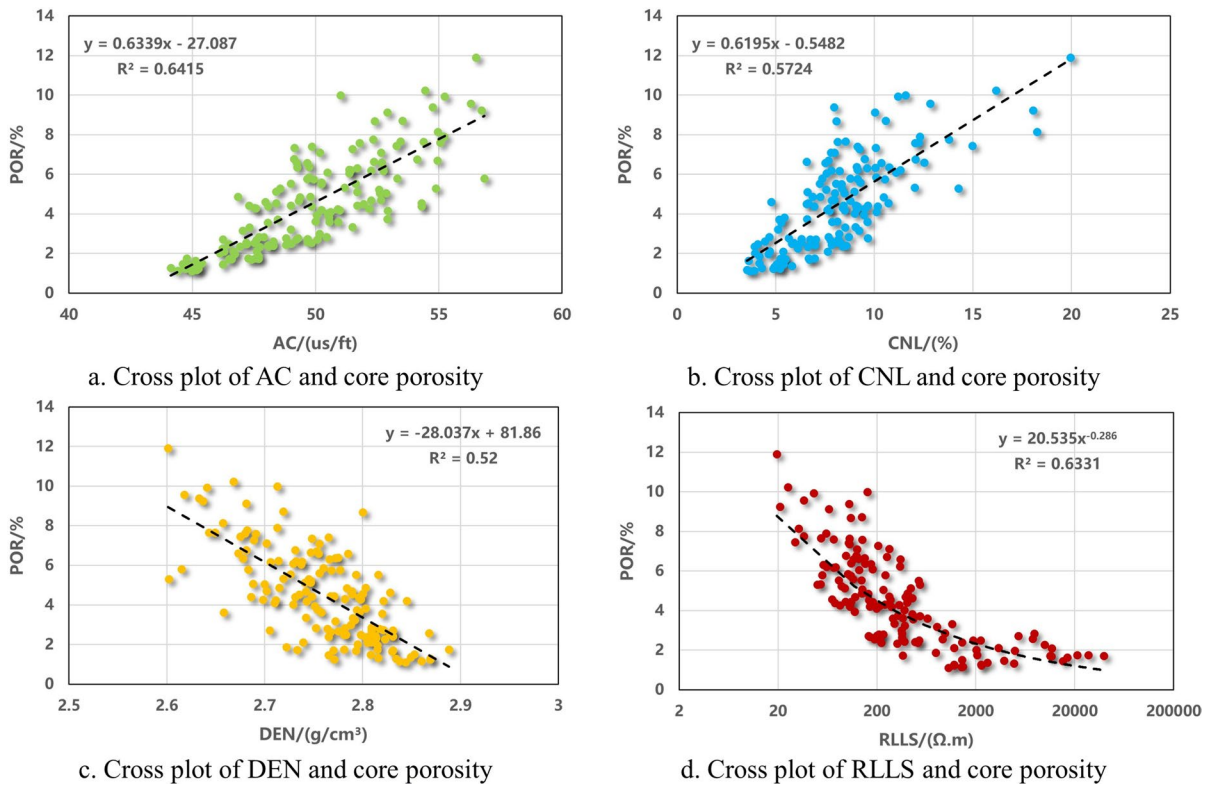 y = 0.6339x - 27.087
R² = 0.6415
14
12
10
8
6
4
2
0
POR/%
40 45 50 55 60
AC/(us/ft)
a. Cross plot of AC and core porosity
y = 0.6195x - 0.5482
R² = 0.5724
14
12
10
8
6
4
2
0
POR/%
0 5 10 15 20 25
CNL/(%)
b. Cross plot of CNL and core porosity
y = -28.037x + 81.86
R² = 0.52
14
12
10
8
6
4
2
0
POR/%
2.5 2.6 2.7 2.8 2.9 3
DEN/(g/cm³)
c. Cross plot of DEN and core porosity
y = 20.535x⁻⁰·²⁸⁶
R² = 0.6331
14
12
10
8
6
4
2
0
POR/%
2 20 200 2000 20000 200000
RLLS/(Ω.m)
d. Cross plot of RLLS and core porosity